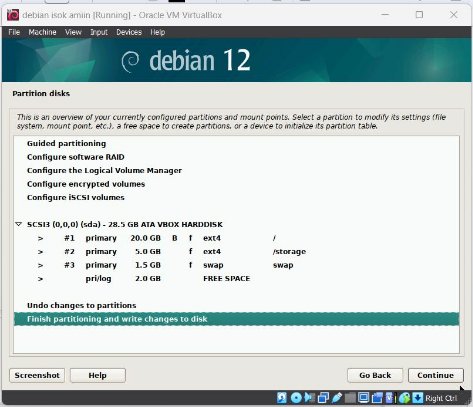 debian isok amiin [Running] - Oracle VM VirtualBox
File Machine View Input Devices Help
debian 12
Partition disks
This is an overview of your currently configured partitions and mount points. Select a partition to modify its settings (file
system, mount point, etc.), a free space to create partitions, or a device to initialize its partition table.
Guided partitioning
Configure software RAID
Configure the Logical Volume Manager
Configure encrypted volumes
Configure iSCSI volumes
SCSI3 (0,0,0) (sda) - 28.5 GB ATA VBOX HARDDISK
> #1 primary 20.0 GB B f ext4 /
> #2 primary 5.0 GB f ext4 /storage
> #3 primary 1.5 GB f swap swap
> pri/log 2.0 GB FREE SPACE
Undo changes to partitions
Finish partitioning and write changes to disk
Screenshot Help Go Back Continue
Right Ctrl